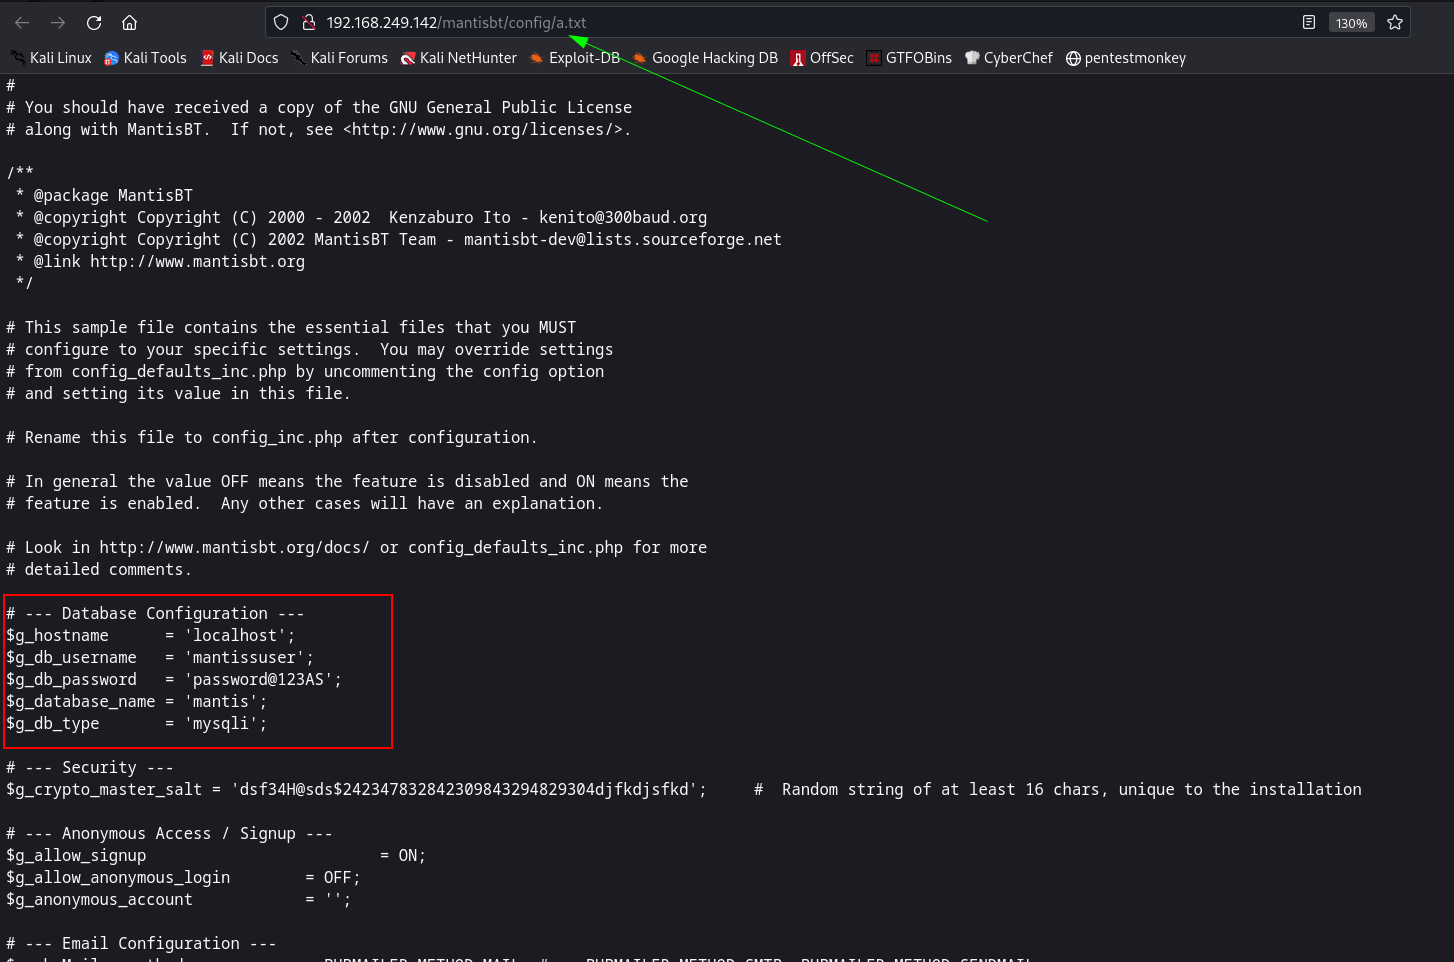 192.168.249.142/mantisbt/config/a.txt 130%
Kali Linux Kali Tools Kali Docs Kali Forums Kali NetHunter Exploit-DB Google Hacking DB OffSec GTFOBins CyberChef pentestmonkey
#
# You should have received a copy of the GNU General Public License
# along with MantisBT.  If not, see <http://www.gnu.org/licenses/>.
/**
 * @package MantisBT
 * @copyright Copyright (C) 2000 - 2002  Kenzaburo Ito - kenito@300baud.org
 * @copyright Copyright (C) 2002 MantisBT Team - mantisbt-dev@lists.sourceforge.net
 * @link http://www.mantisbt.org
 */
# This sample file contains the essential files that you MUST
# configure to your specific settings.  You may override settings
# from config_defaults_inc.php by uncommenting the config option
# and setting its value in this file.
# Rename this file to config_inc.php after configuration.
# In general the value OFF means the feature is disabled and ON means the
# feature is enabled.  Any other cases will have an explanation.
# Look in http://www.mantisbt.org/docs/ or config_defaults_inc.php for more
# detailed comments.
# --- Database Configuration ---
$g_hostname      = 'localhost';
$g_db_username   = 'mantissuser';
$g_db_password   = 'password@123AS';
$g_database_name = 'mantis';
$g_db_type       = 'mysqli';
# --- Security ---
$g_crypto_master_salt = 'dsf34H@sds$24234783284230984329482930​4djfkdjsfkd';     #  Random string of at least 16 chars, unique to the installation
# --- Anonymous Access / Signup ---
$g_allow_signup                         = ON;
$g_allow_anonymous_login        = OFF;
$g_anonymous_account            = '';
# --- Email Configuration ---